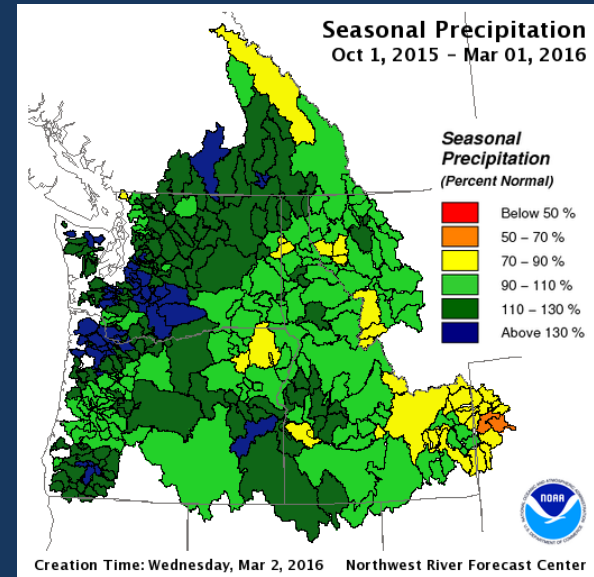 Seasonal Precipitation
Oct 1, 2015 – Mar 01, 2016
Seasonal
Precipitation
(Percent Normal)
Below 50 %
50 – 70 %
70 – 90 %
90 – 110 %
110 – 130 %
Above 130 %
NOAA
Creation Time: Wednesday, Mar 2, 2016 Northwest River Forecast Center